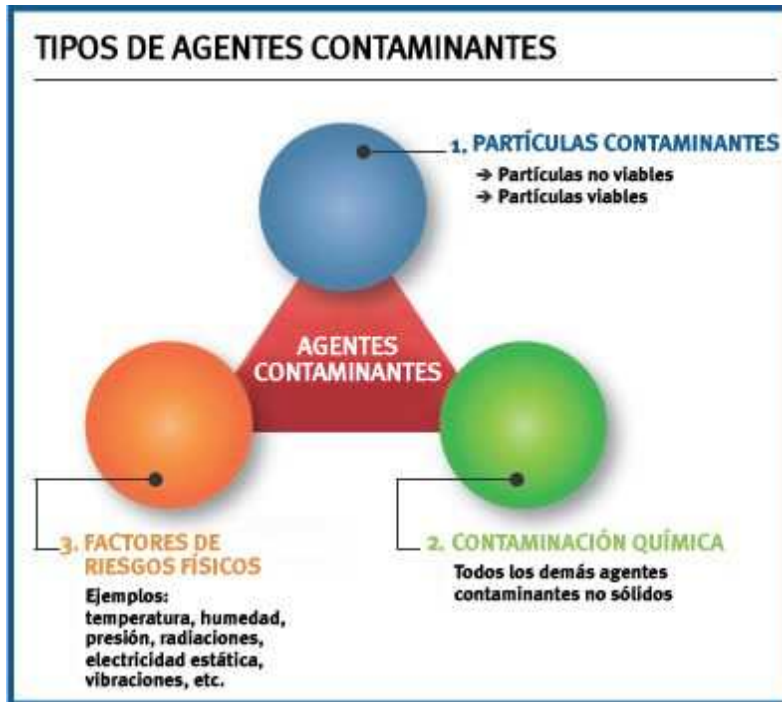 TIPOS DE AGENTES CONTAMINANTES
1. PARTÍCULAS CONTAMINANTES
→ Partículas no viables
→ Partículas viables
AGENTES
CONTAMINANTES
3. FACTORES DE
RIESGOS FÍSICOS
Ejemplos:
temperatura, humedad,
presión, radiaciones,
electricidad estática,
vibraciones, etc.
2. CONTAMINACIÓN QUÍMICA
Todos los demás agentes
contaminantes no sólidos